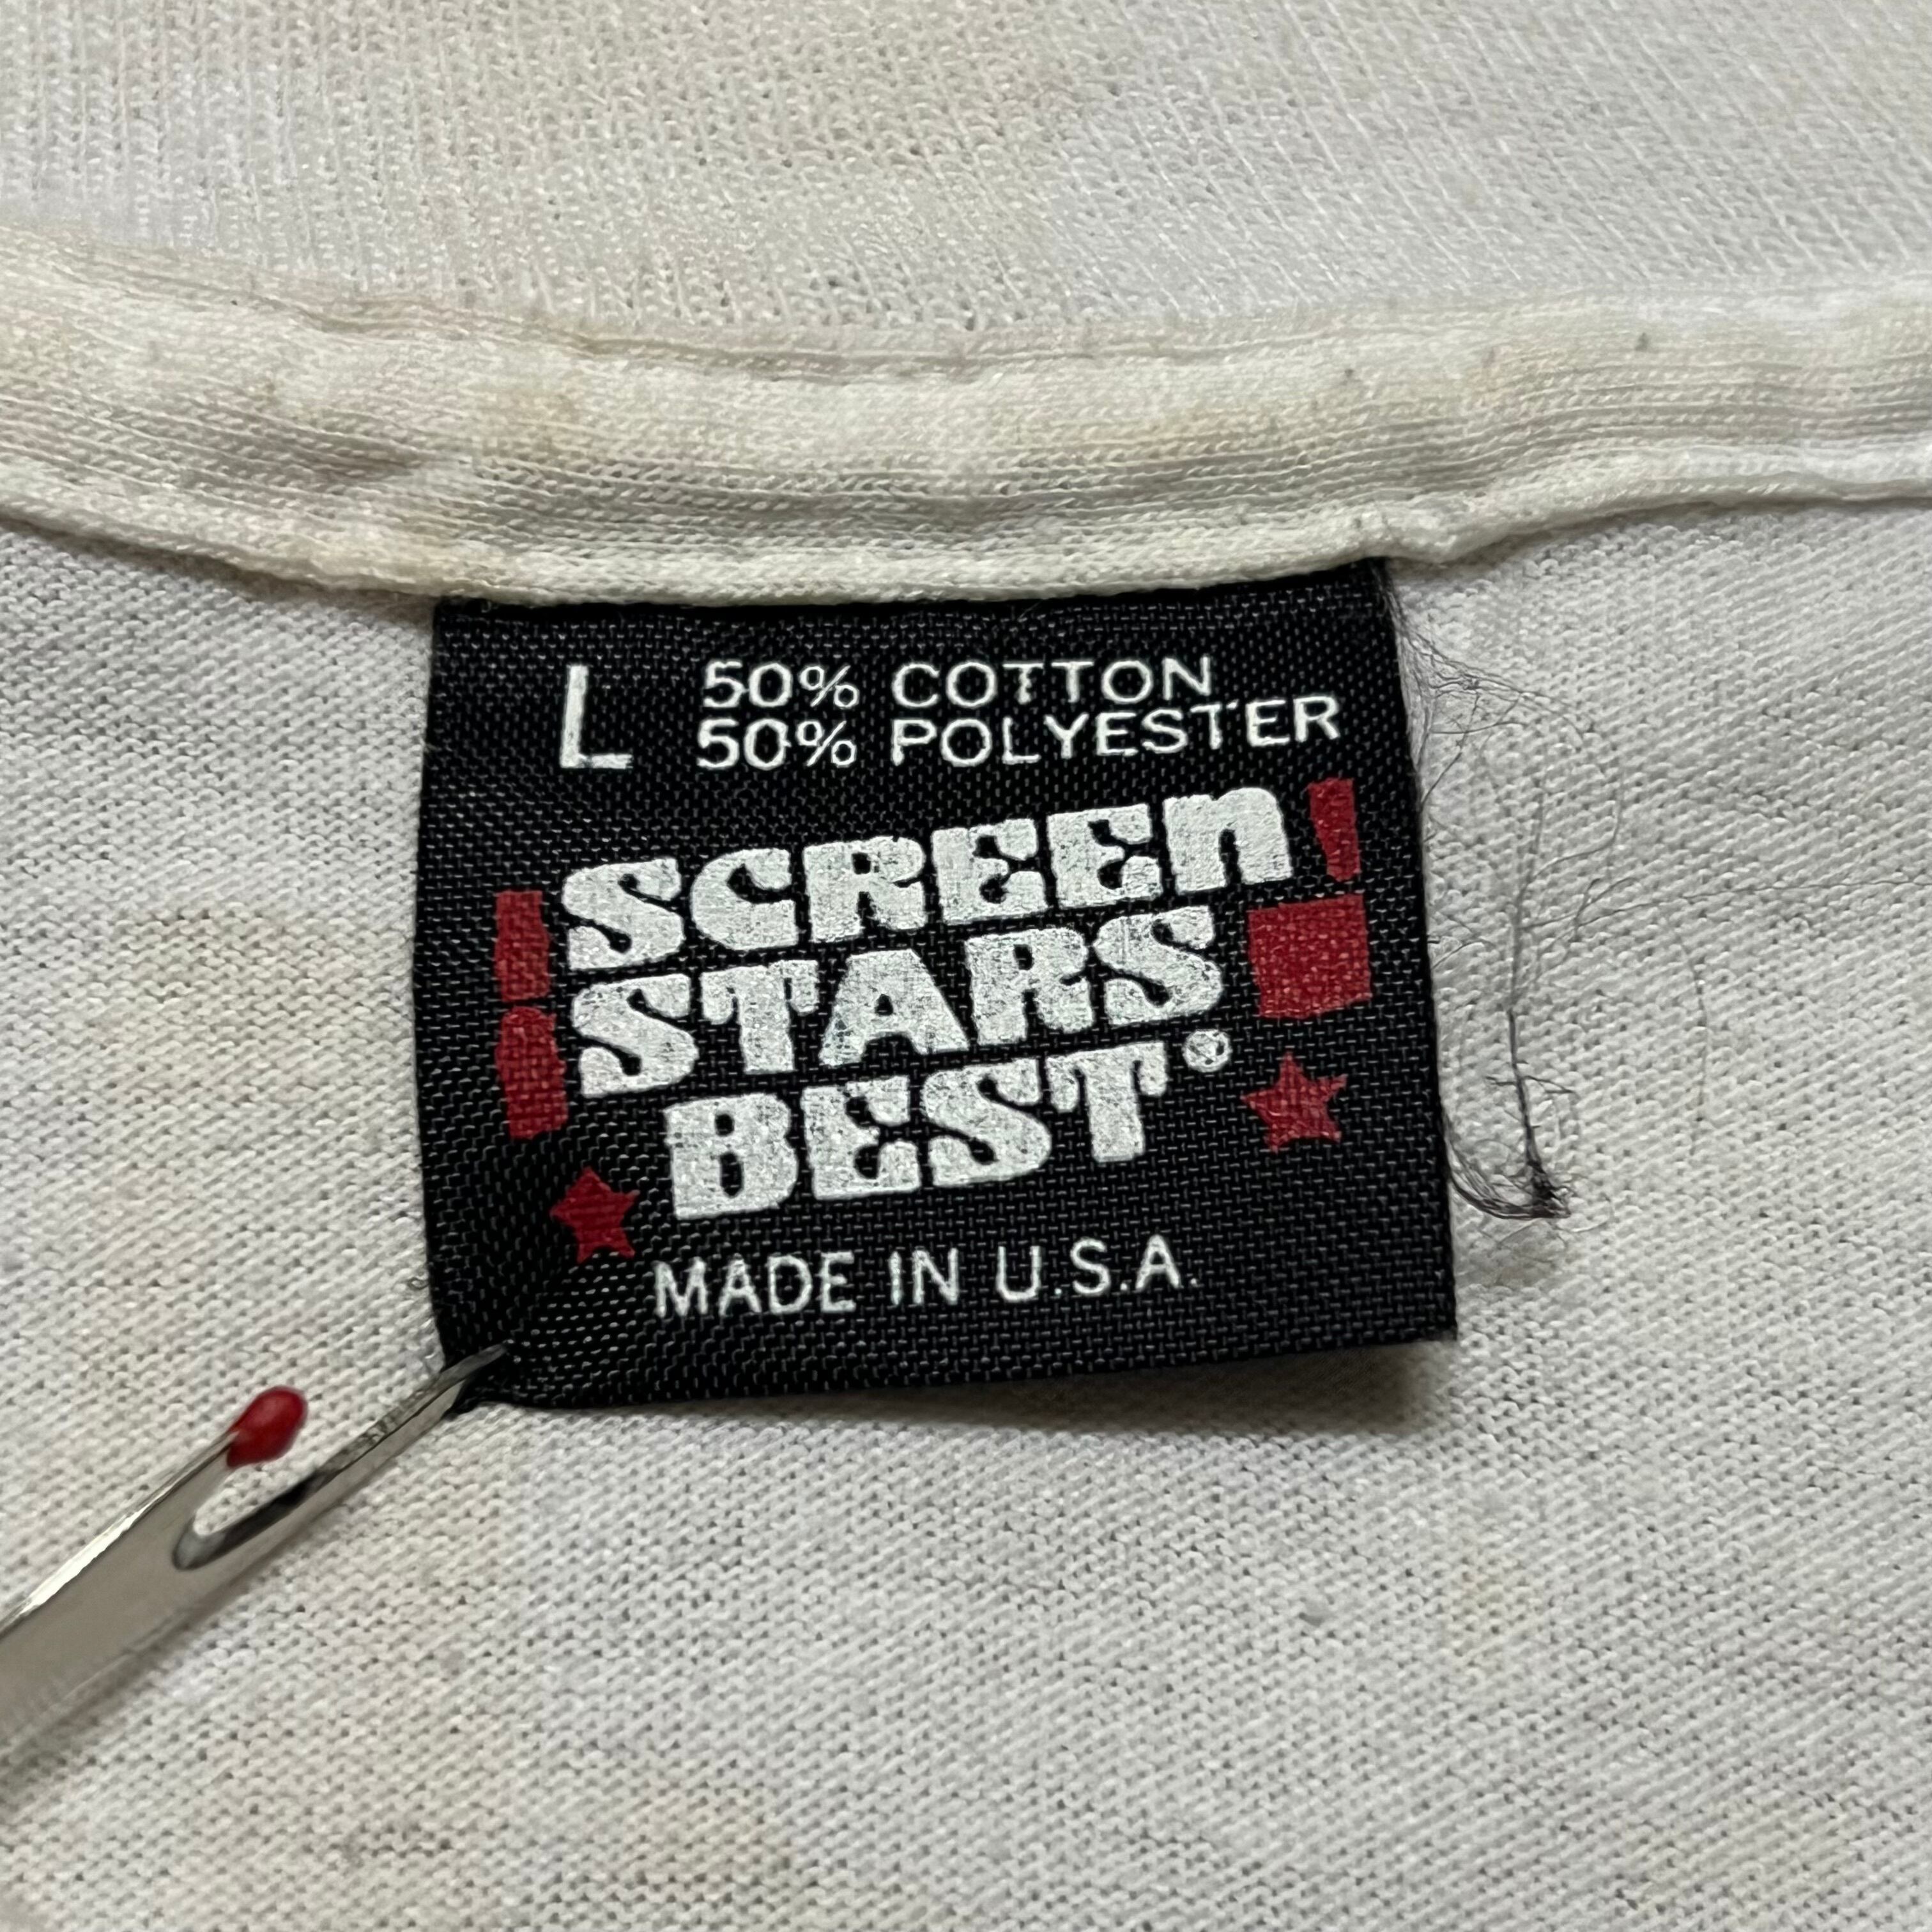 L 50% COTTON
50% POLYESTER
SCREEN
STARS
BEST®
MADE IN U.S.A.